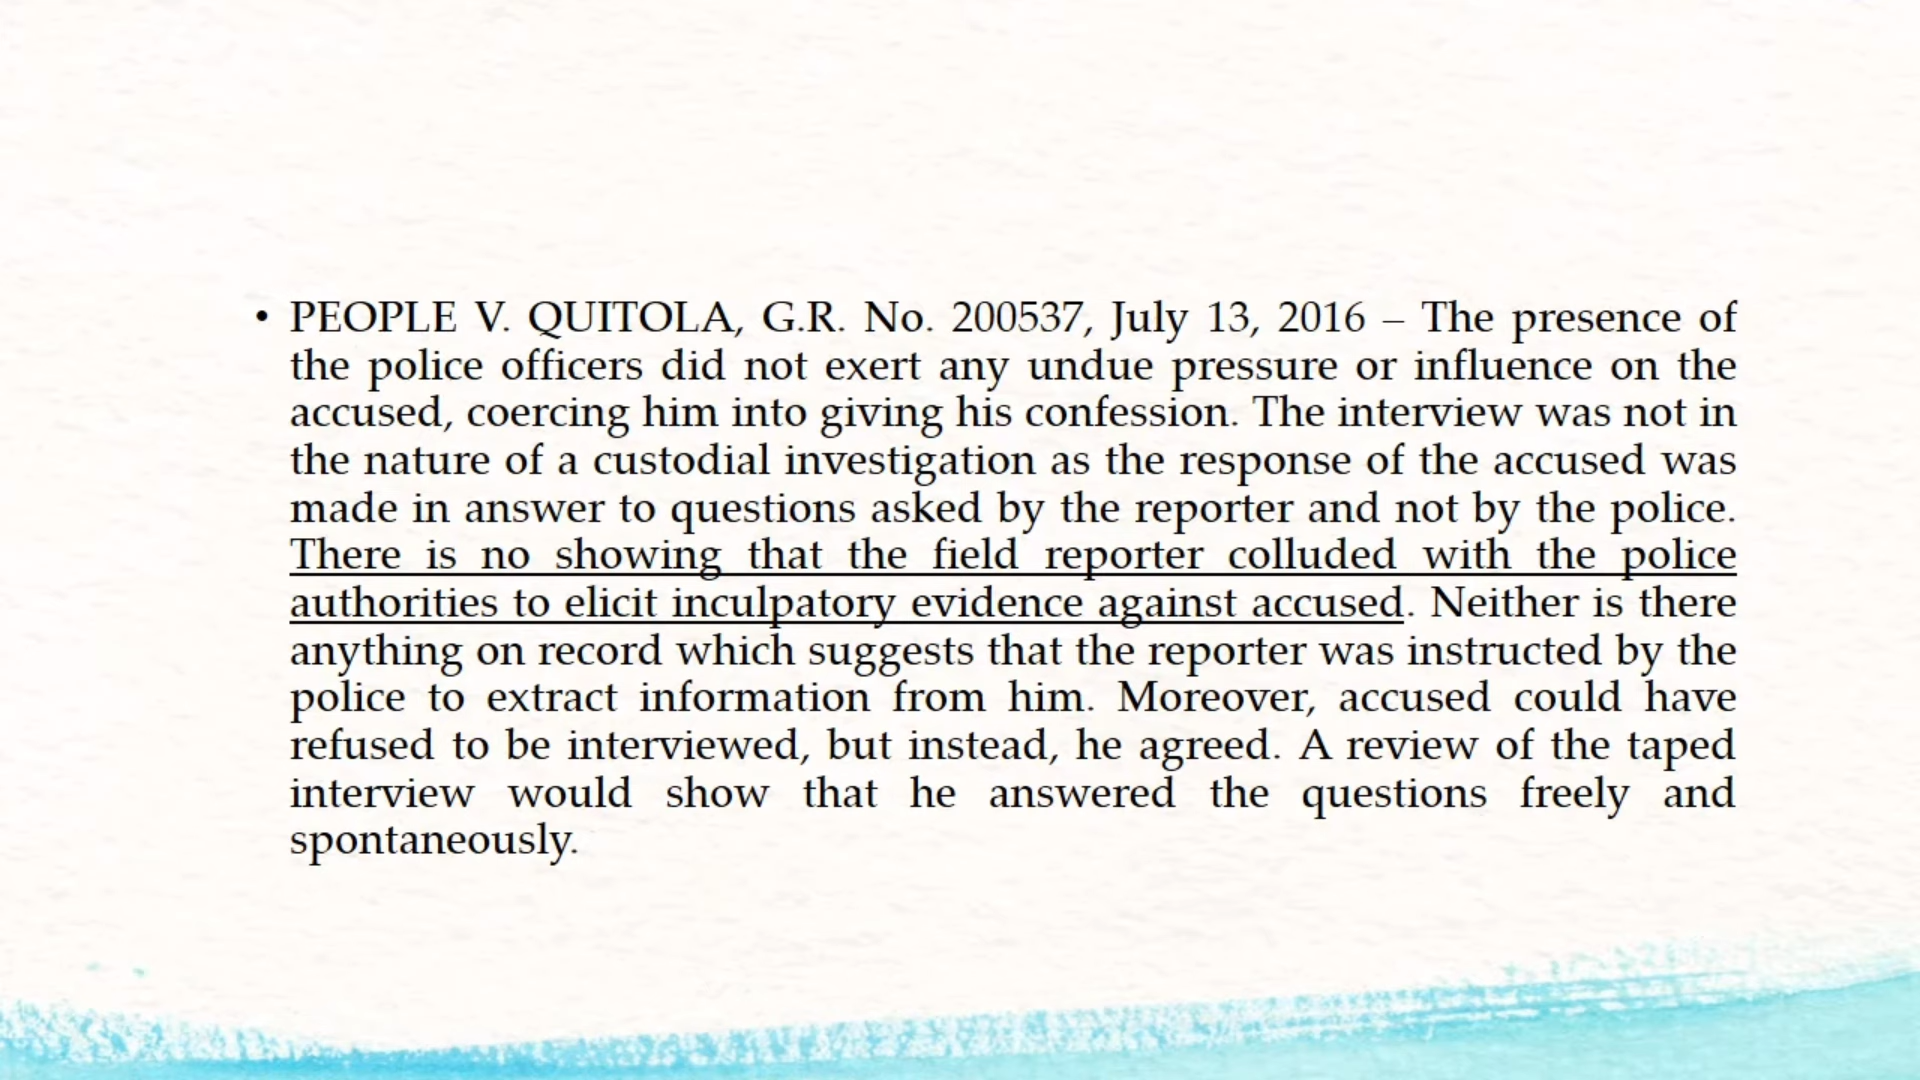 • PEOPLE V. QUITOLA, G.R. No. 200537, July 13, 2016 – The presence of
the police officers did not exert any undue pressure or influence on the
accused, coercing him into giving his confession. The interview was not in
the nature of a custodial investigation as the response of the accused was
made in answer to questions asked by the reporter and not by the police.
There is no showing that the field reporter colluded with the police
authorities to elicit inculpatory evidence against accused. Neither is there
anything on record which suggests that the reporter was instructed by the
police to extract information from him. Moreover, accused could have
refused to be interviewed, but instead, he agreed. A review of the taped
interview would show that he answered the questions freely and
spontaneously.